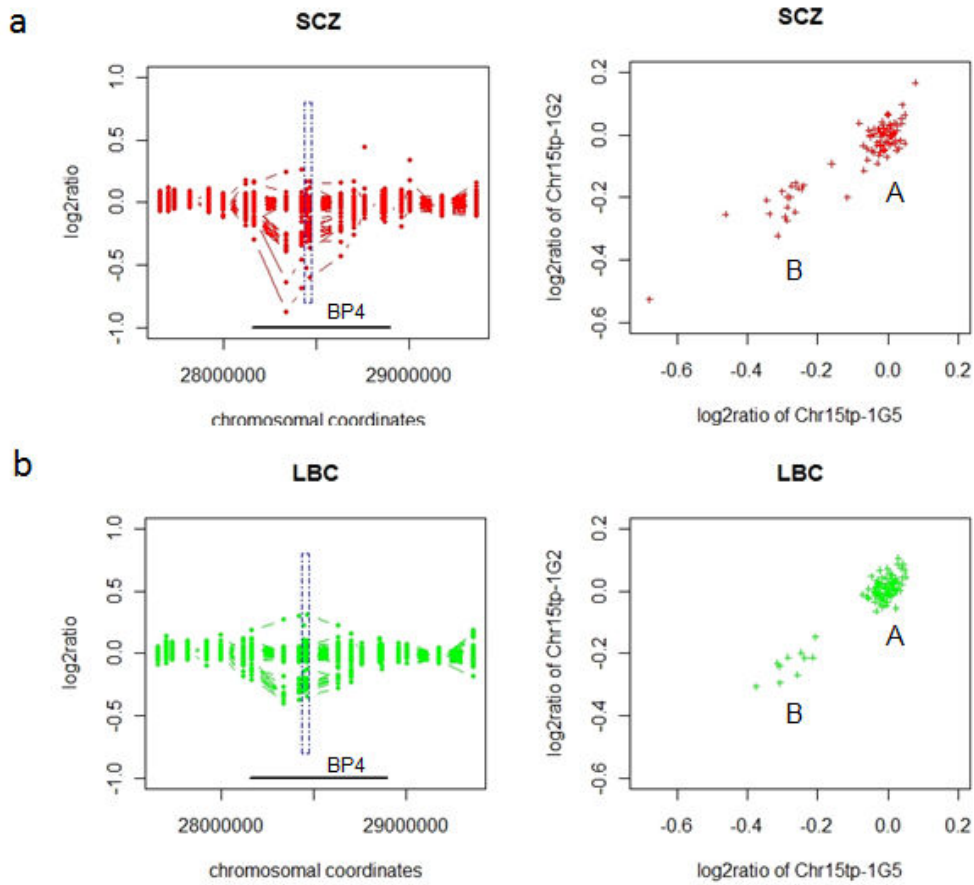 a
SCZ
log2ratio
1.0
0.5
0.0
-0.5
-1.0
BP4
28000000 29000000
chromosomal coordinates
SCZ
log2ratio of Chr15tp-1G2
0.2
0.0
-0.2
-0.4
-0.6
A
B
-0.6 -0.4 -0.2 0.0 0.2
log2ratio of Chr15tp-1G5
b
LBC
log2ratio
1.0
0.5
0.0
-0.5
-1.0
BP4
28000000 29000000
chromosomal coordinates
LBC
log2ratio of Chr15tp-1G2
0.2
0.0
-0.2
-0.4
-0.6
A
B
-0.6 -0.4 -0.2 0.0 0.2
log2ratio of Chr15tp-1G5